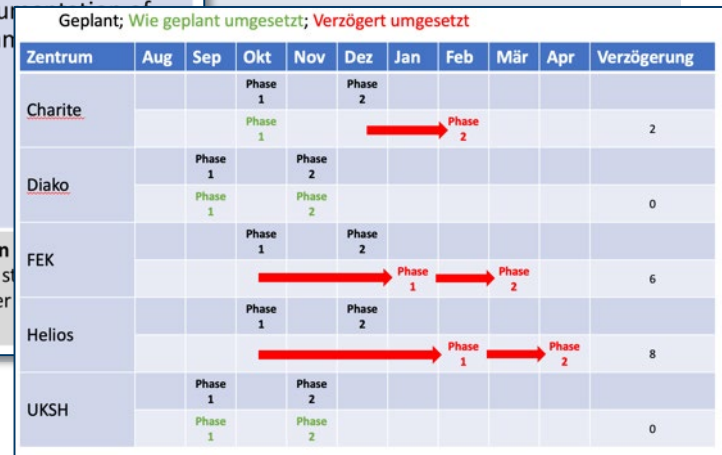 Geplant; Wie geplant umgesetzt; Verzögert umgesetzt
Zentrum Aug Sep Okt Nov Dez Jan Feb Mär Apr Verzögerung
Charite
Phase 1 Phase 2
Phase 1 Phase 2 2
Diako
Phase 1 Phase 2
Phase 1 Phase 2 0
FEK
Phase 1 Phase 2
Phase 1 Phase 2 6
Helios
Phase 1 Phase 2
Phase 1 Phase 2 8
UKSH
Phase 1 Phase 2
Phase 1 Phase 2 0